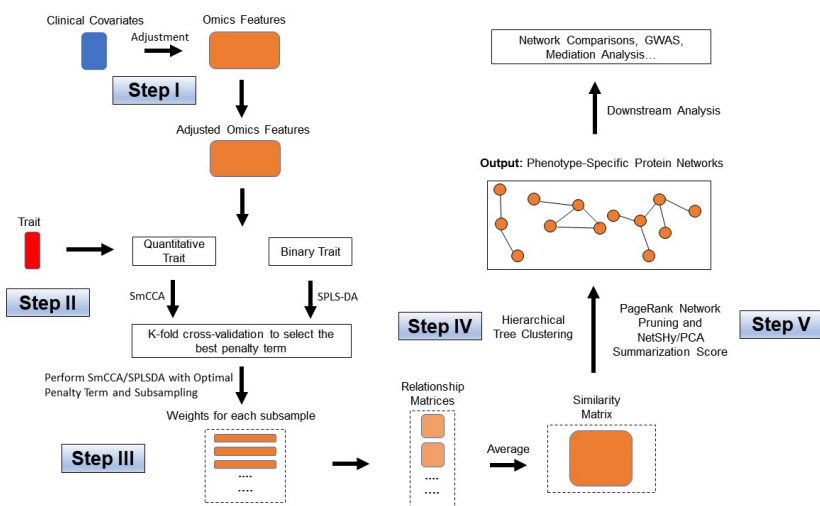 Clinical Covariates
Adjustment
Omics Features
Step I
Adjusted Omics Features
Trait
Quantitative
Trait
Binary Trait
Step II
SmCCA
SPLS-DA
K-fold cross-validation to select the
best penalty term
Perform SmCCA/SPLSDA with Optimal
Penalty Term and Subsampling
Weights for each subsample
....
....
Step III
Relationship
Matrices
....
....
Average
Similarity
Matrix
Step IV
Hierarchical
Tree Clustering
PageRank Network
Pruning and
NetSHy/PCA
Summarization Score
Step V
Output: Phenotype-Specific Protein Networks
Downstream Analysis
Network Comparisons, GWAS,
Mediation Analysis…